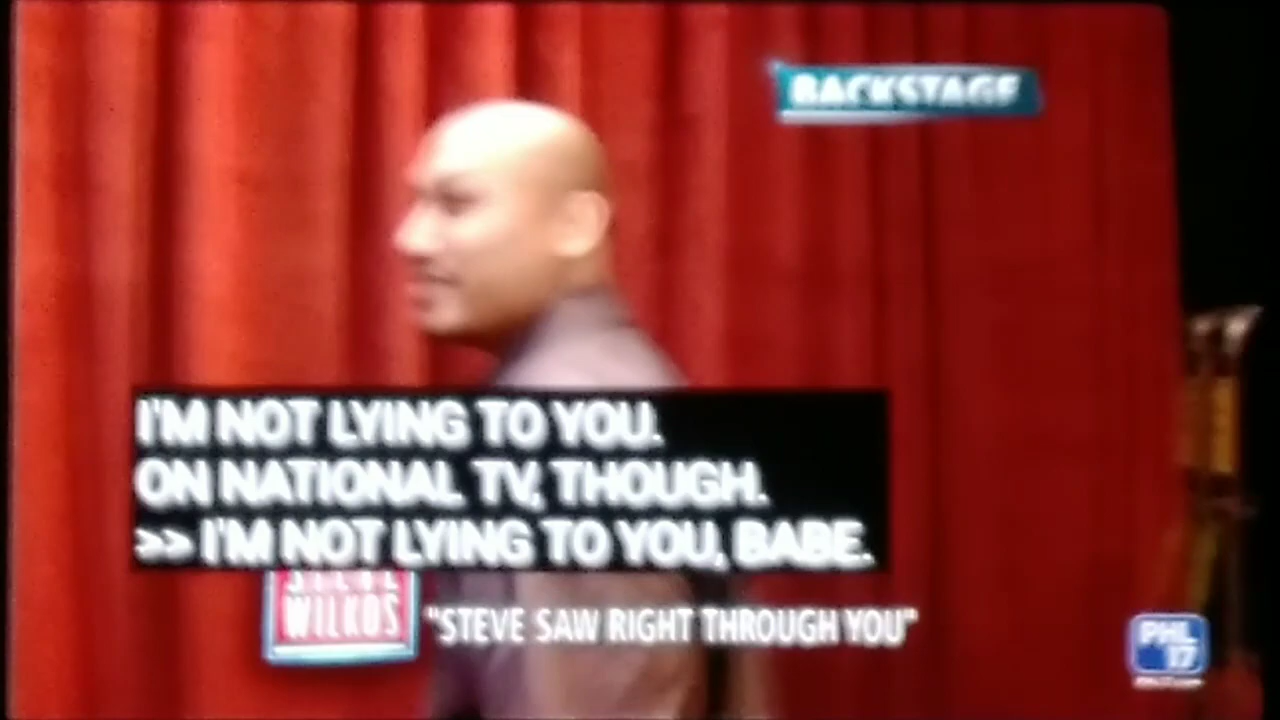 BACKSTAGE
I'M NOT LYING TO YOU.
ON NATIONAL TV, THOUGH.
>> I'M NOT LYING TO YOU, BABE.
STEVE
WILKOS
"STEVE SAW RIGHT THROUGH YOU"
PHL
17